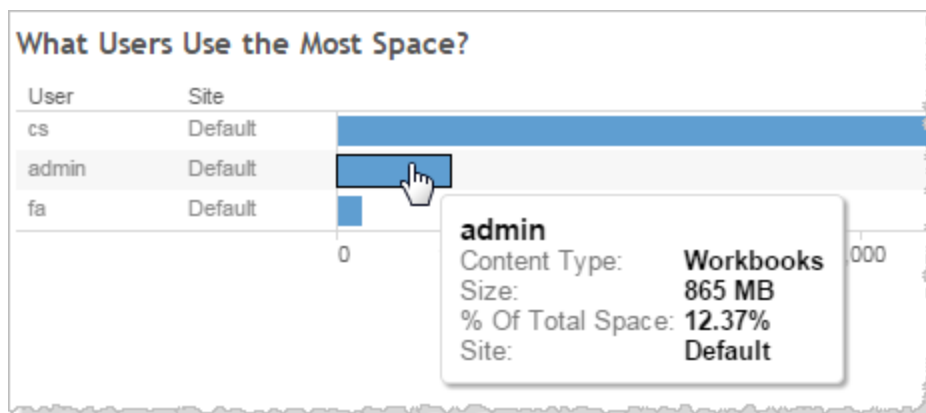 What Users Use the Most Space?
User Site
cs Default
admin Default
fa Default
0 ,000
admin
Content Type: Workbooks
Size: 865 MB
% Of Total Space: 12.37%
Site: Default